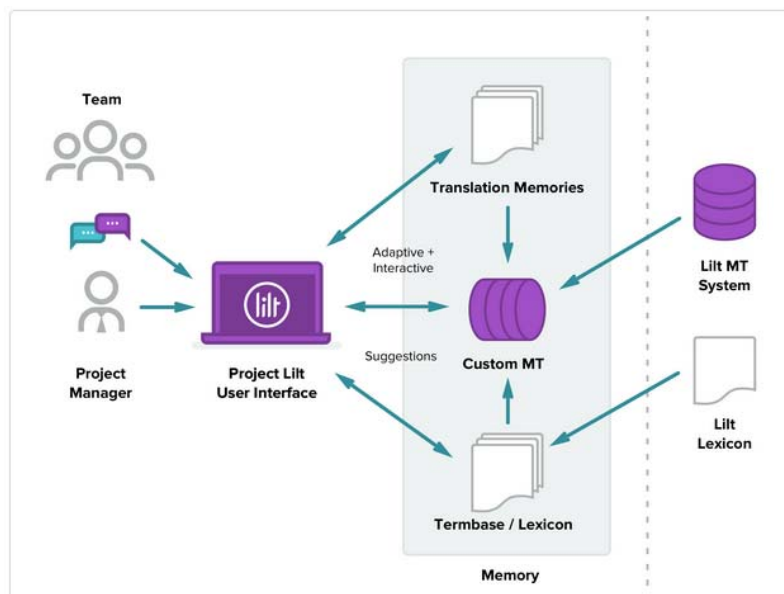 Team
Project
Manager
lilt
Project Lilt
User Interface
Adaptive +
Interactive
Suggestions
Translation Memories
Custom MT
Termbase / Lexicon
Memory
Lilt MT
System
Lilt
Lexicon